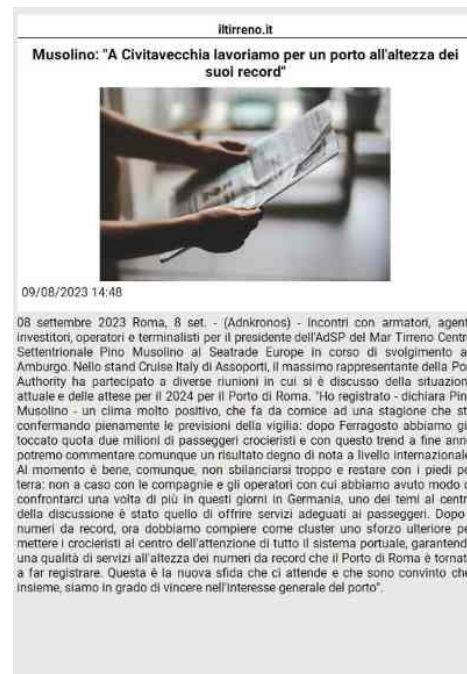 iltirreno.it
Musolino: "A Civitavecchia lavoriamo per un porto all'altezza dei
suoi record"
09/08/2023 14:48
08 settembre 2023 Roma, 8 set. - (Adnkronos) - Incontri con armatori, agent
investitori, operatori e terminalisti per il presidente dell'AdSP del Mar Tirreno Centr
Settentrionale Pino Musolino al Seatrade Europe in corso di svolgimento a
Amburgo. Nello stand Cruise Italy di Assoporti, il massimo rappresentante della Po
Authority ha partecipato a diverse riunioni in cui si è discusso della situazion
attuale e delle attese per il 2024 per il Porto di Roma. "Ho registrato - dichiara Pin
Musolino - un clima molto positivo, che fa da cornice ad una stagione che st
confermando pienamente le previsioni della vigilia: dopo Ferragosto abbiamo gi
toccato quota due milioni di passeggeri crocieristi e con questo trend a fine ann
potremo commentare comunque un risultato degno di nota a livello internazionale
Al momento è bene, comunque, non sbilanciarsi troppo e restare con i piedi pe
terra: non a caso con le compagnie e gli operatori con cui abbiamo avuto modo d
confrontarci una volta di più in questi giorni in Germania, uno dei temi al centr
della discussione è stato quello di offrire servizi adeguati ai passeggeri. Dopo
numeri da record, ora dobbiamo compiere come cluster uno sforzo ulteriore pe
mettere i crocieristi al centro dell'attenzione di tutto il sistema portuale, garantend
una qualità di servizi all'altezza dei numeri da record che il Porto di Roma è tornat
a far registrare. Questa è la nuova sfida che ci attende e che sono convinto che
insieme, siamo in grado di vincere nell'interesse generale del porto".